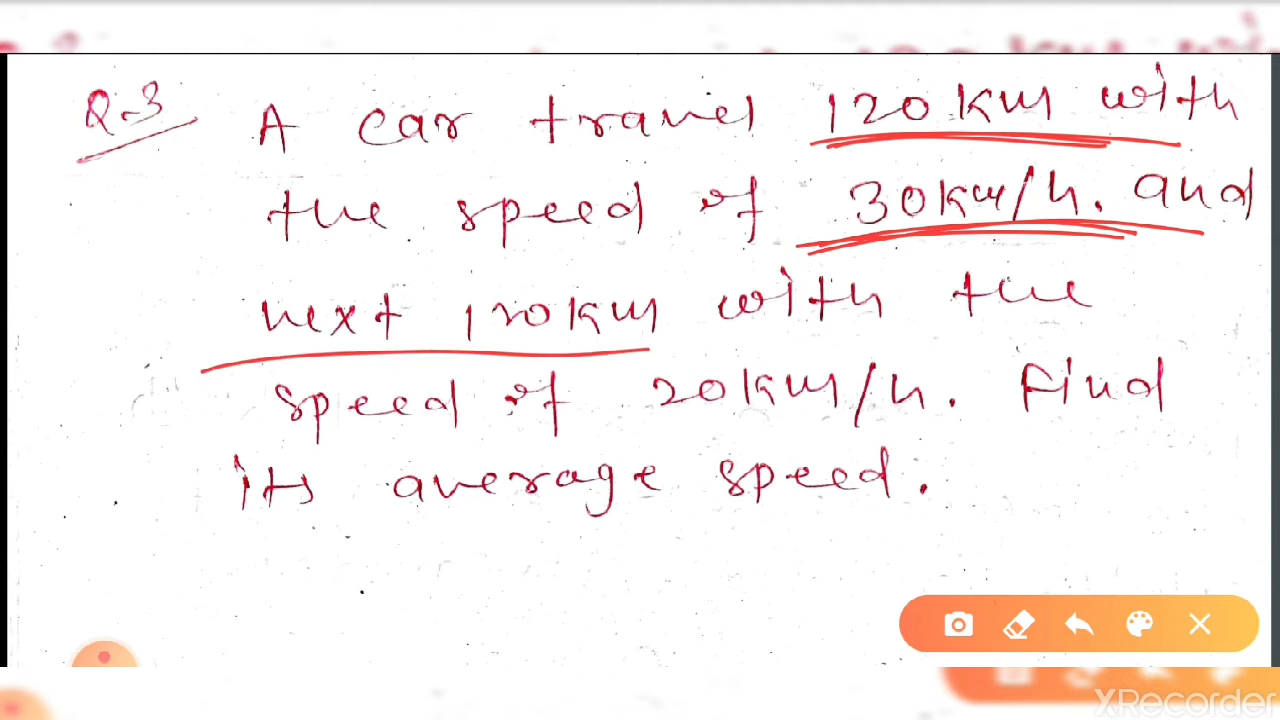 Q-3 A car travel 120 km with
the speed of 30 km/h. and
next 120 km with the
speed of 20 km/h. Find
its average speed.
XRecorder